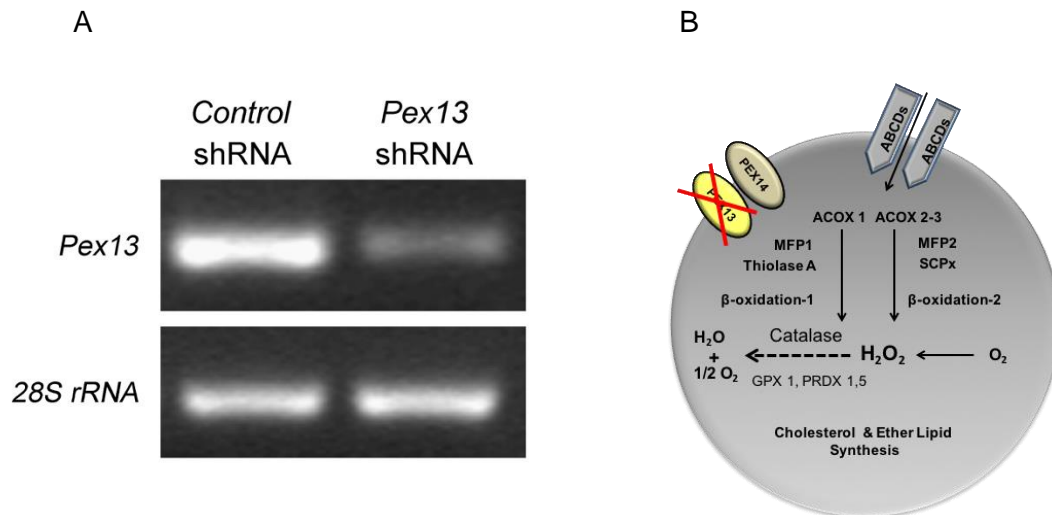 A
Control
shRNA
Pex13
shRNA
Pex13
28S rRNA
B
ABCDs
ABCDs
PEX14
PEX13
ACOX 1 ACOX 2-3
MFP1
Thiolase A
MFP2
SCPx
β-oxidation-1
β-oxidation-2
H₂O
+
1/2 O₂
Catalase
GPX 1, PRDX 1,5
H₂O₂
O₂
Cholesterol & Ether Lipid
Synthesis